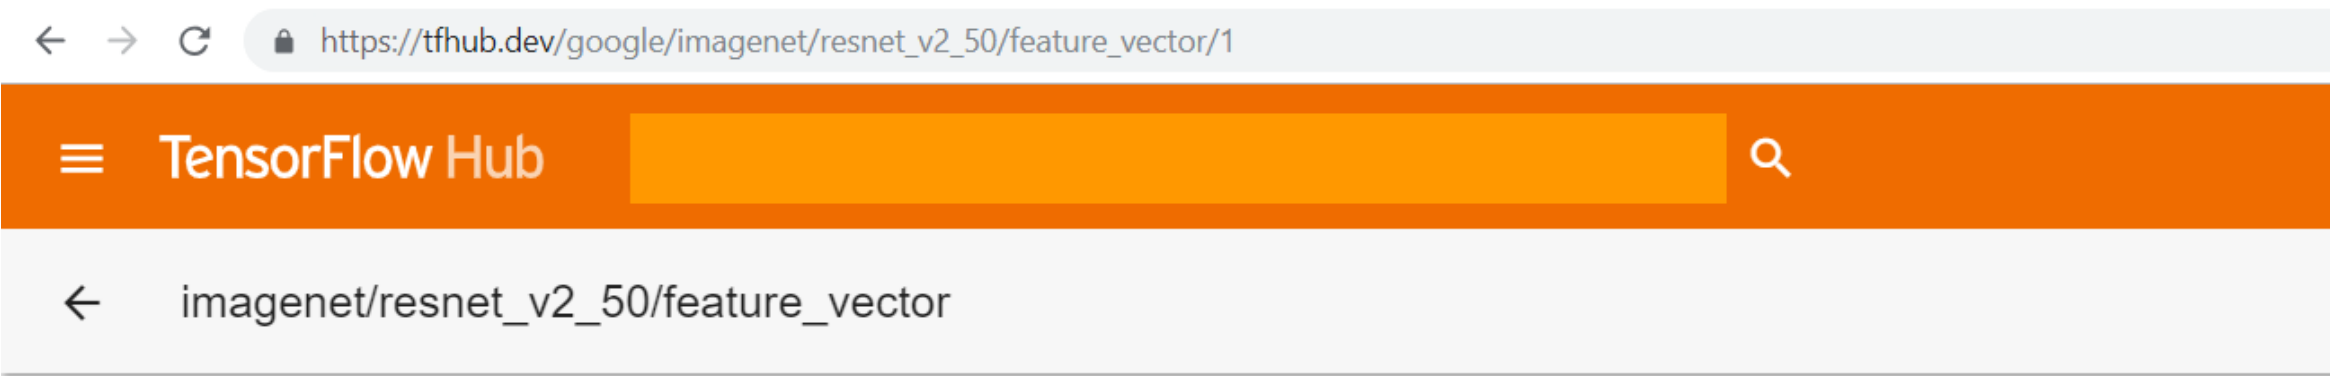 https://tfhub.dev/google/imagenet/resnet_v2_50/feature_vector/1
TensorFlow Hub
imagenet/resnet_v2_50/feature_vector